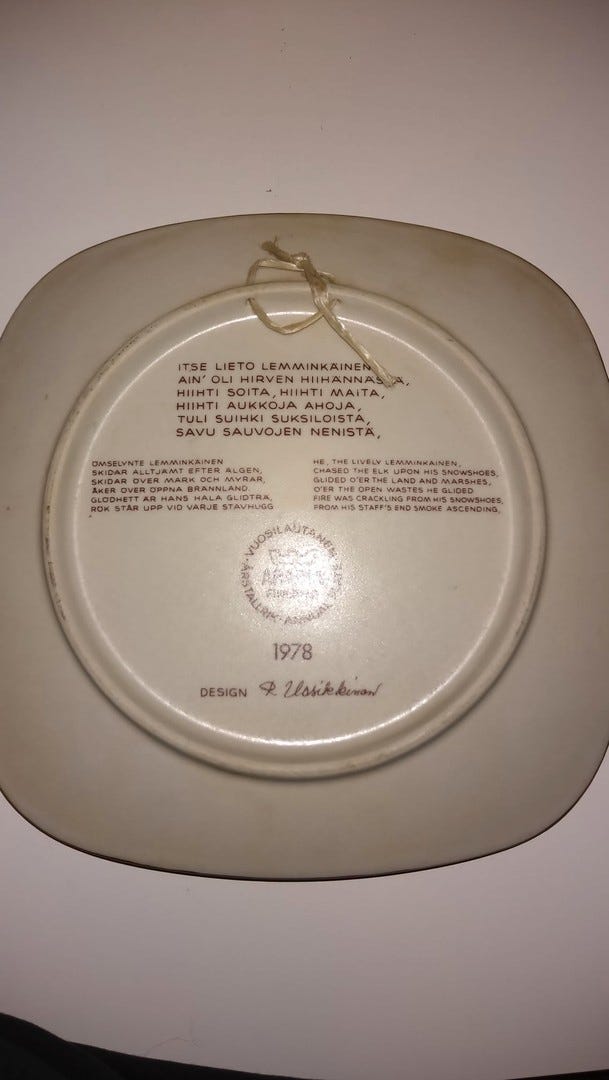 ITSE LIETO LEMMINKÄINEN
AIN' OLI HIRVEN HIIHANNASSA,
HIIHTI SOITA, HIIHTI MAITA,
HIIHTI AUKKOJA AHOJA,
TULI SUIHKI SUKSILOISTA,
SAVU SAUVOJEN NENISTÄ,
ÖMSELYNTE LEMMINKÄINEN
SKIDAR ALLTJÄMT EFTER ÄLGEN,
SKIDAR ÖVER MARK OCH MYRAR,
ÅKER ÖVER ÖPPNA BRÄNNLAND.
GLÖDHETT ÄR HANS HALA GLIDTRÄ,
RÖK STÅR UPP VID VARJE STAVHUGG
HE, THE LIVELY LEMMINKAINEN,
CHASED THE ELK UPON HIS SNOWSHOES,
GLIDED O'ER THE LAND AND MARSHES,
O'ER THE OPEN WASTES HE GLIDED
FIRE WAS CRACKLING FROM HIS SNOWSHOES,
FROM HIS STAFF'S END SMOKE ASCENDING,
VUOSILAUTANEN
ARABIA
FINLAND
ÅRSTALLRIK · ANNUAL
1978
DESIGN R. Uosikkinen